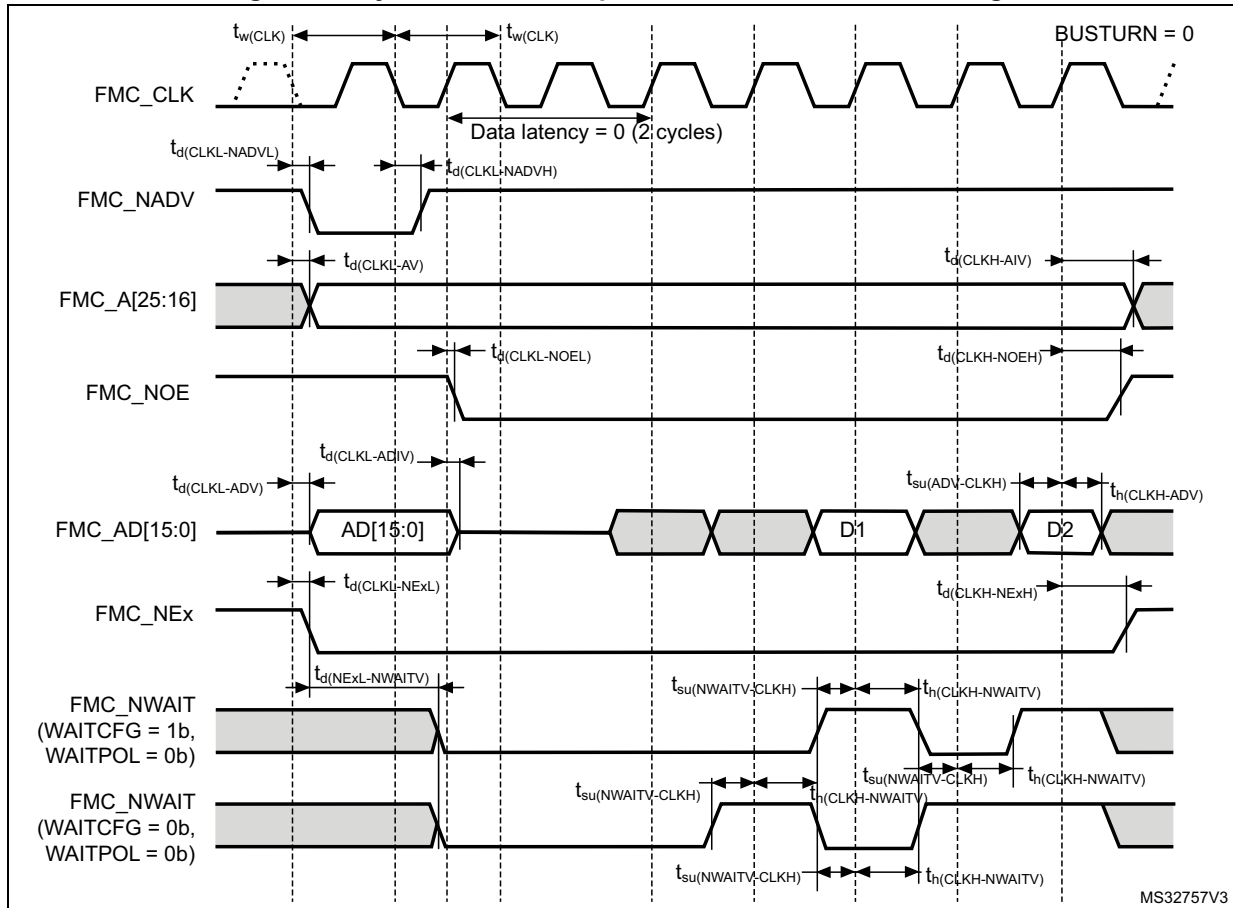 tw(CLK) tw(CLK) BUSTURN = 0
FMC_CLK
Data latency = 0 (2 cycles)
td(CLKL-NADVL) td(CLKL-NADVH)
FMC_NADV
td(CLKL-AV) td(CLKH-AIV)
FMC_A[25:16]
td(CLKL-NOEL) td(CLKH-NOEH)
FMC_NOE
td(CLKL-ADIV)
td(CLKL-ADV) tsu(ADV-CLKH) th(CLKH-ADV)
FMC_AD[15:0] AD[15:0] D1 D2
td(CLKL-NExL) td(CLKH-NExH)
FMC_NEx
td(NExL-NWAITV) tsu(NWAITV-CLKH) th(CLKH-NWAITV)
FMC_NWAIT
(WAITCFG = 1b,
WAITPOL = 0b)
tsu(NWAITV-CLKH) th(CLKH-NWAITV)
tsu(NWAITV-CLKH) th(CLKH-NWAITV)
FMC_NWAIT
(WAITCFG = 0b,
WAITPOL = 0b)
tsu(NWAITV-CLKH) th(CLKH-NWAITV)
MS32757V3